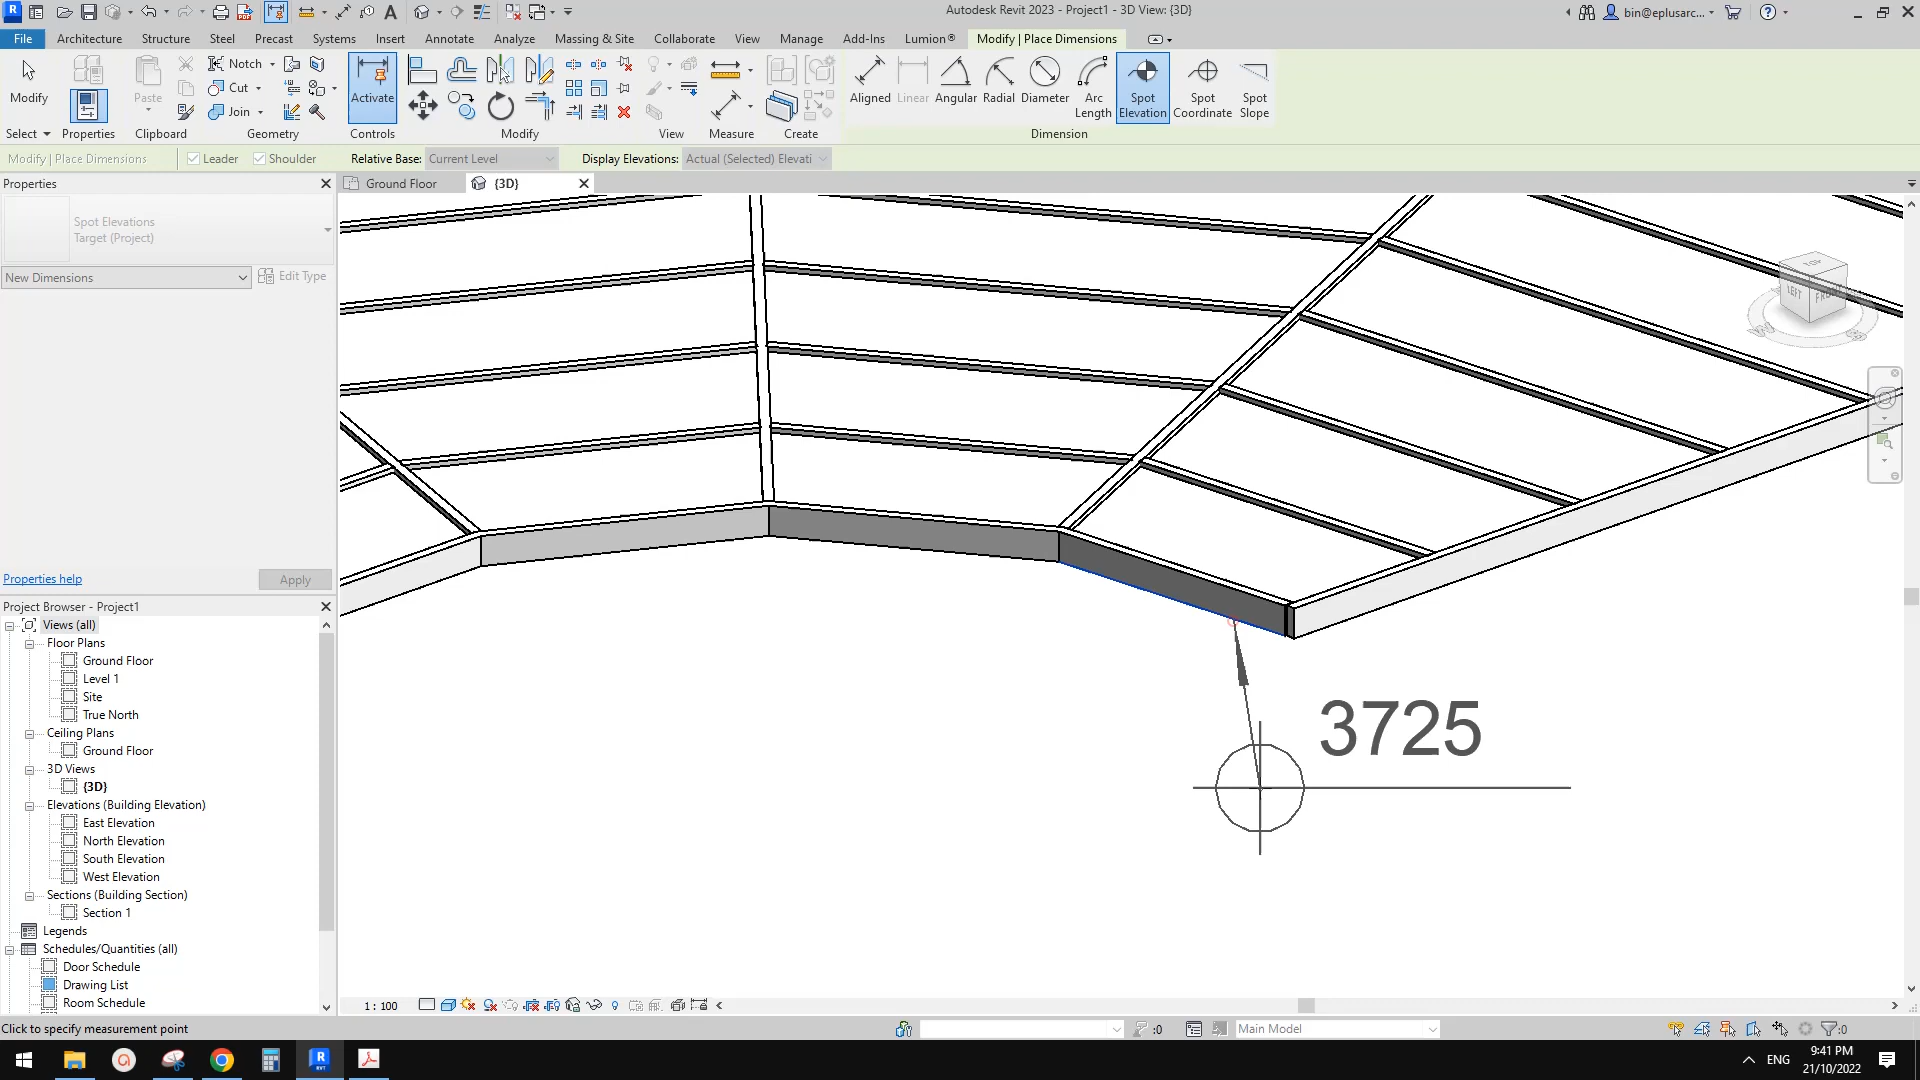 Autodesk Revit 2023 - Project1 - 3D View: {3D}
bin@eplusarc...
File Architecture Structure Steel Precast Systems Insert Annotate Analyze Massing & Site Collaborate View Manage Add-Ins Lumion® Modify | Place Dimensions
Modify
Select
Properties
Paste
Clipboard
Notch
Cut
Join
Geometry
Activate
Controls
Modify
View
Measure
Create
Aligned
Linear
Angular
Radial
Diameter
Arc
Length
Spot
Elevation
Spot
Coordinate
Spot
Slope
Dimension
Modify | Place Dimensions
Leader
Shoulder
Relative Base:
Current Level
Display Elevations:
Actual (Selected) Elevati
Properties
Spot Elevations
Target (Project)
New Dimensions
Edit Type
Properties help
Apply
Ground Floor
{3D}
TOP
LEFT
FRONT
W
S
3725
Project Browser - Project1
Views (all)
Floor Plans
Ground Floor
Level 1
Site
True North
Ceiling Plans
Ground Floor
3D Views
{3D}
Elevations (Building Elevation)
East Elevation
North Elevation
South Elevation
West Elevation
Sections (Building Section)
Section 1
Legends
Schedules/Quantities (all)
Door Schedule
Drawing List
Room Schedule
1 : 100
Click to specify measurement point
:0
Main Model
:0
ENG
9:41 PM
21/10/2022